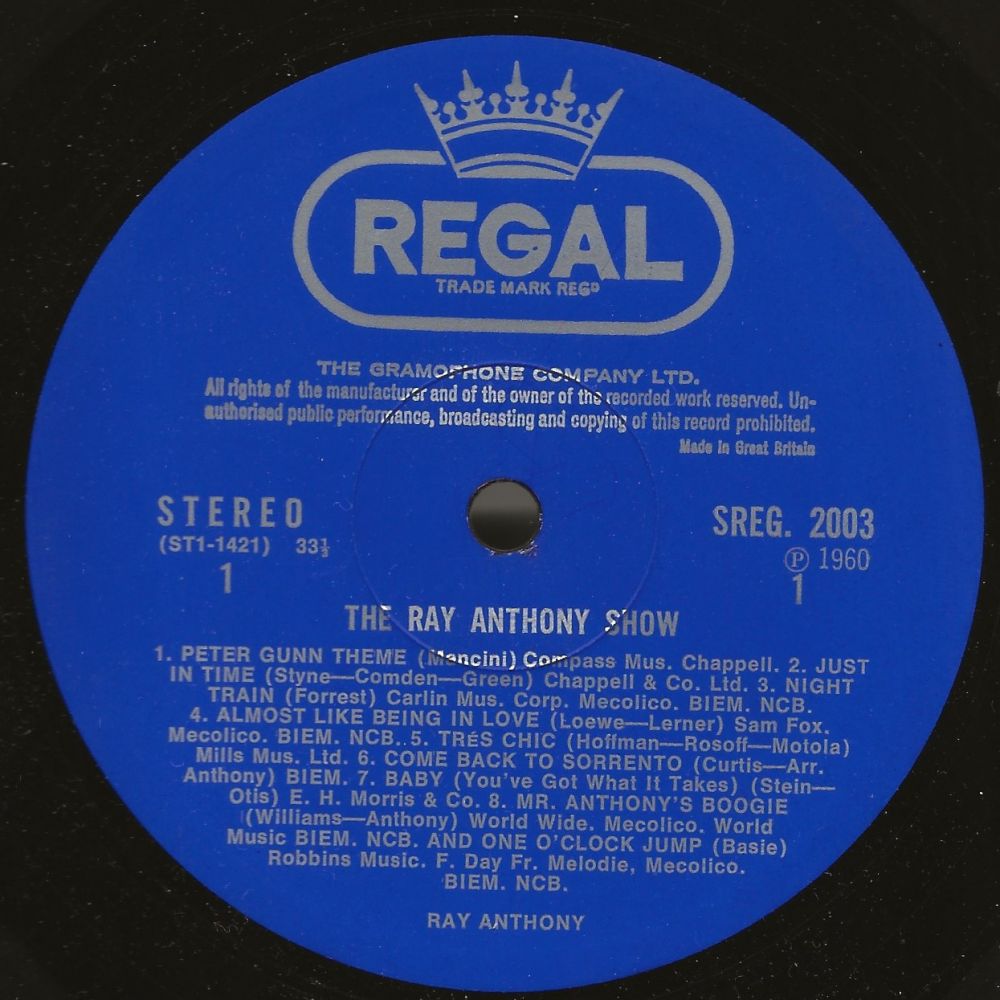 REGAL
TRADE MARK REGD
THE GRAMOPHONE COMPANY LTD.
All rights of the manufacturer and of the owner of the recorded work reserved. Un-
authorised public performance, broadcasting and copying of this record prohibited.
Made in Great Britain
STEREO
SREG. 2003
(ST1-1421) 33⅓
℗ 1960
1
1
THE RAY ANTHONY SHOW
1. PETER GUNN THEME (Mancini) Compass Mus. Chappell. 2. JUST
IN TIME (Styne—Comden—Green) Chappell & Co. Ltd. 3. NIGHT
TRAIN (Forrest) Carlin Mus. Corp. Mecolico. BIEM. NCB.
4. ALMOST LIKE BEING IN LOVE (Loewe—Lerner) Sam Fox.
Mecolico. BIEM. NCB. 5. TRéS CHIC (Hoffman—Rosoff—Motola)
Mills Mus. Ltd. 6. COME BACK TO SORRENTO (Curtis—Arr.
Anthony) BIEM. 7. BABY (You've Got What It Takes) (Stein—
Otis) E. H. Morris & Co. 8. MR. ANTHONY'S BOOGIE
(Williams—Anthony) World Wide. Mecolico. World
Music BIEM. NCB. AND ONE O'CLOCK JUMP (Basie)
Robbins Music. F. Day Fr. Melodie, Mecolico.
BIEM. NCB.
RAY ANTHONY